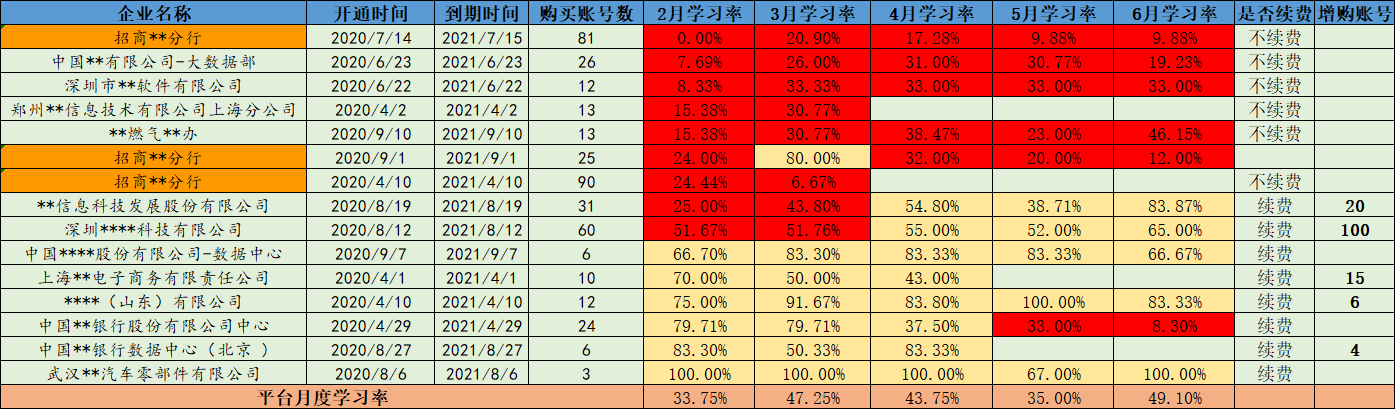 企业名称 开通时间 到期时间 购买账号数 2月学习率 3月学习率 4月学习率 5月学习率 6月学习率 是否续费 增购账号
招商**分行 2020/7/14 2021/7/15 81 0.00% 20.90% 17.28% 9.88% 9.88% 不续费
中国**有限公司-大数据部 2020/6/23 2021/6/23 26 7.69% 26.00% 31.00% 30.77% 19.23% 不续费
深圳市**软件有限公司 2020/6/22 2021/6/22 12 8.33% 33.33% 33.00% 33.00% 33.00% 不续费
郑州**信息技术有限公司上海分公司 2020/4/2 2021/4/2 13 15.38% 30.77% 不续费
**燃气**办 2020/9/10 2021/9/10 13 15.38% 30.77% 38.47% 23.00% 46.15% 不续费
招商**分行 2020/9/1 2021/9/1 25 24.00% 80.00% 32.00% 20.00% 12.00%
招商**分行 2020/4/10 2021/4/10 90 24.44% 6.67% 不续费
**信息科技发展股份有限公司 2020/8/19 2021/8/19 31 25.00% 43.80% 54.80% 38.71% 83.87% 续费 20
深圳****科技有限公司 2020/8/12 2021/8/12 60 51.67% 51.76% 55.00% 52.00% 65.00% 续费 100
中国****股份有限公司-数据中心 2020/9/7 2021/9/7 6 66.70% 83.30% 83.33% 83.33% 66.67% 续费
上海**电子商务有限责任公司 2020/4/1 2021/4/1 10 70.00% 50.00% 43.00% 续费 15
****（山东）有限公司 2020/4/10 2021/4/10 12 75.00% 91.67% 83.80% 100.00% 83.33% 续费 6
中国**银行股份有限公司中心 2020/4/29 2021/4/29 24 79.71% 79.71% 37.50% 33.00% 8.30% 续费
中国**银行数据中心（北京 ） 2020/8/27 2021/8/27 6 83.30% 50.33% 83.33% 续费 4
武汉**汽车零部件有限公司 2020/8/6 2021/8/6 3 100.00% 100.00% 100.00% 67.00% 100.00% 续费
平台月度学习率 33.75% 47.25% 43.75% 35.00% 49.10%